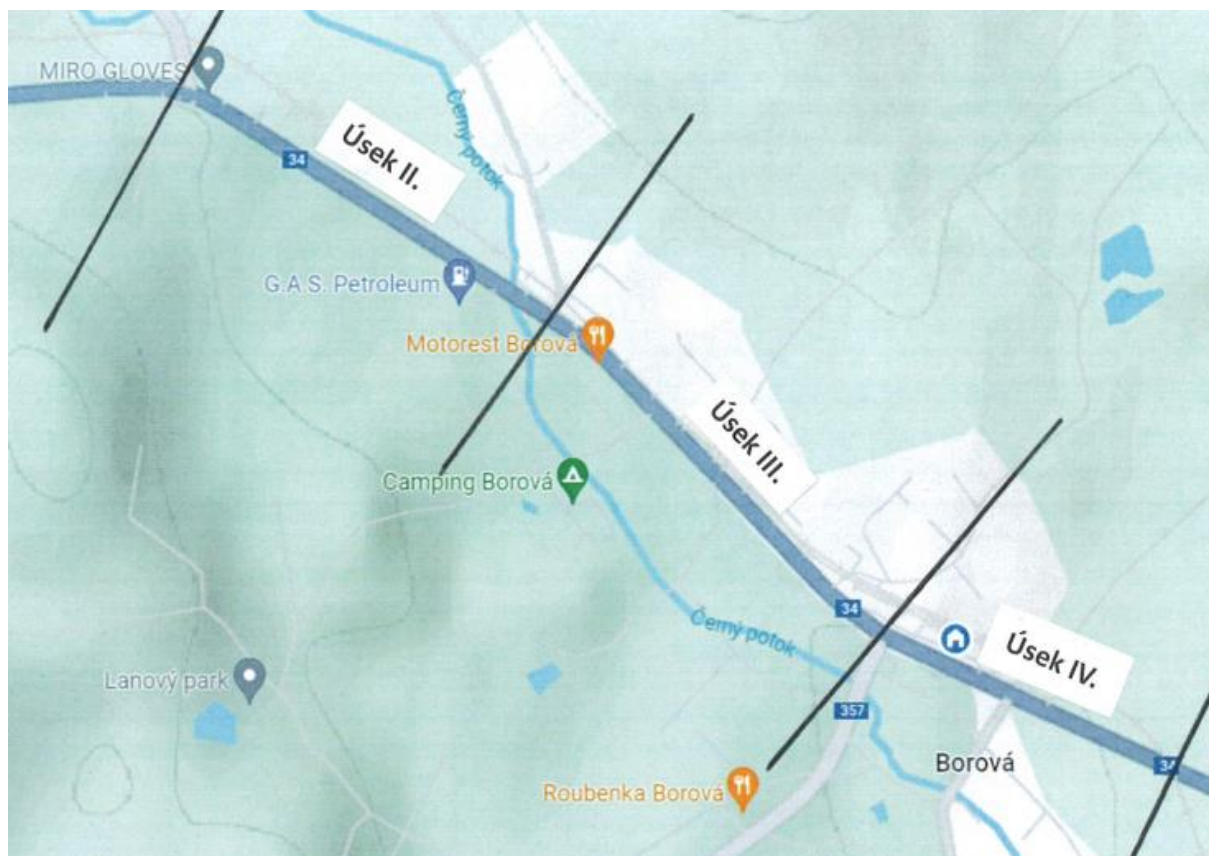 MIRO GLOVES
34
Úsek II.
Černý potok
G.A.S. Petroleum
Motorest Borová
Úsek III.
Camping Borová
34
Černý potok
Úsek IV.
Lanový park
357
Borová
34
Roubenka Borová